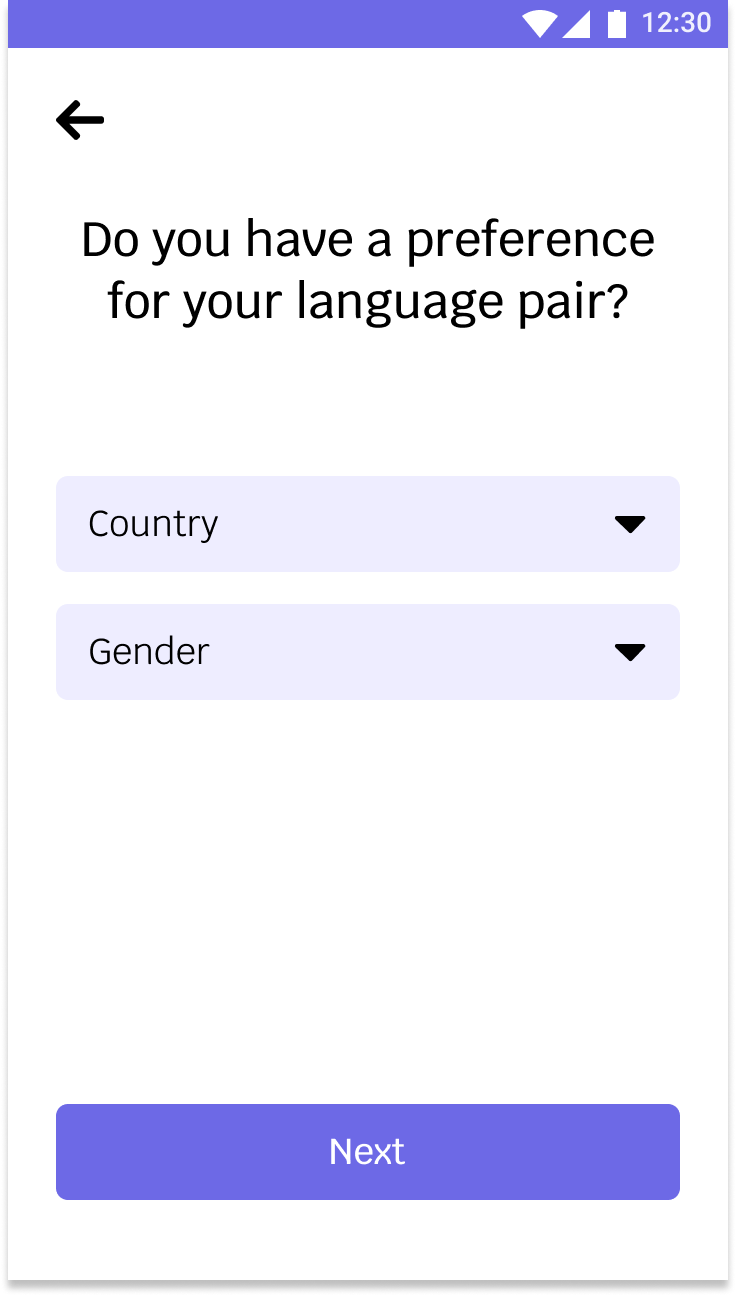 12:30
Do you have a preference
for your language pair?
Country
Gender
Next